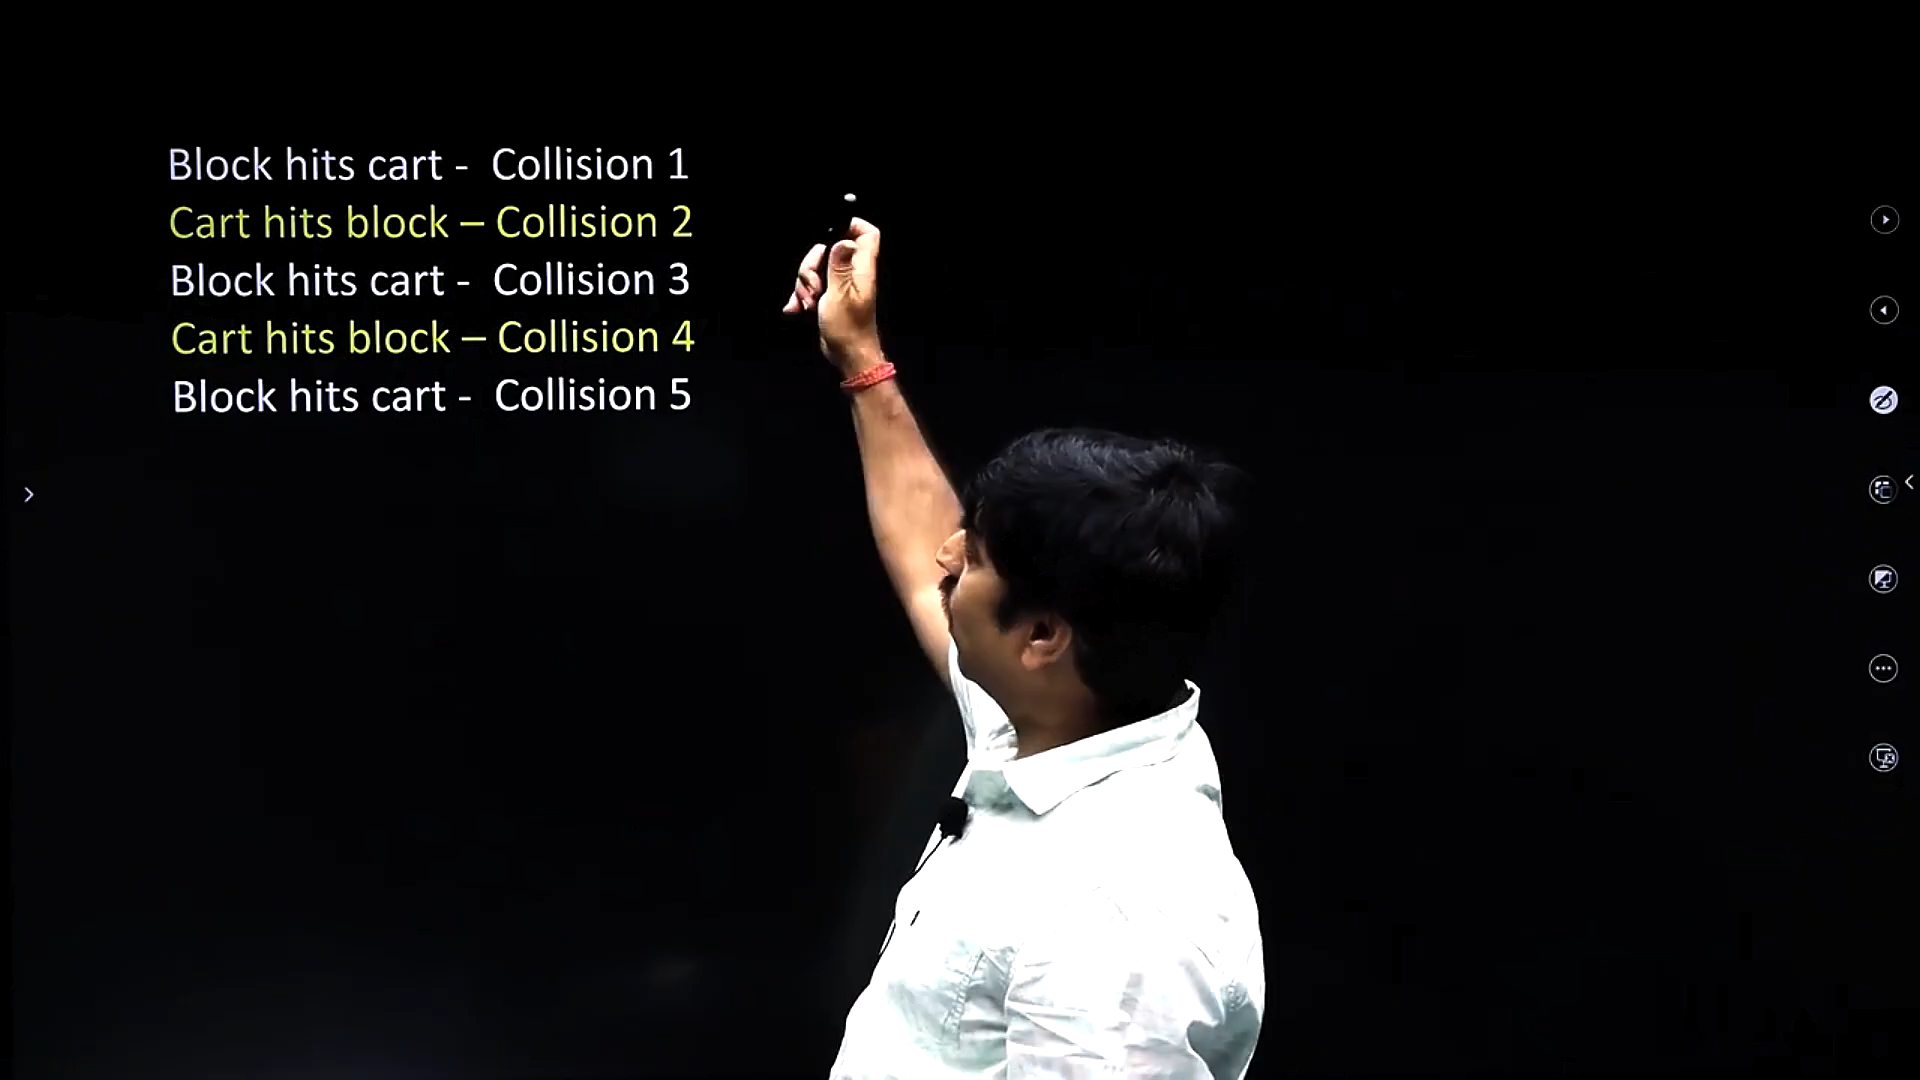 Block hits cart - Collision 1
Cart hits block – Collision 2
Block hits cart - Collision 3
Cart hits block – Collision 4
Block hits cart - Collision 5